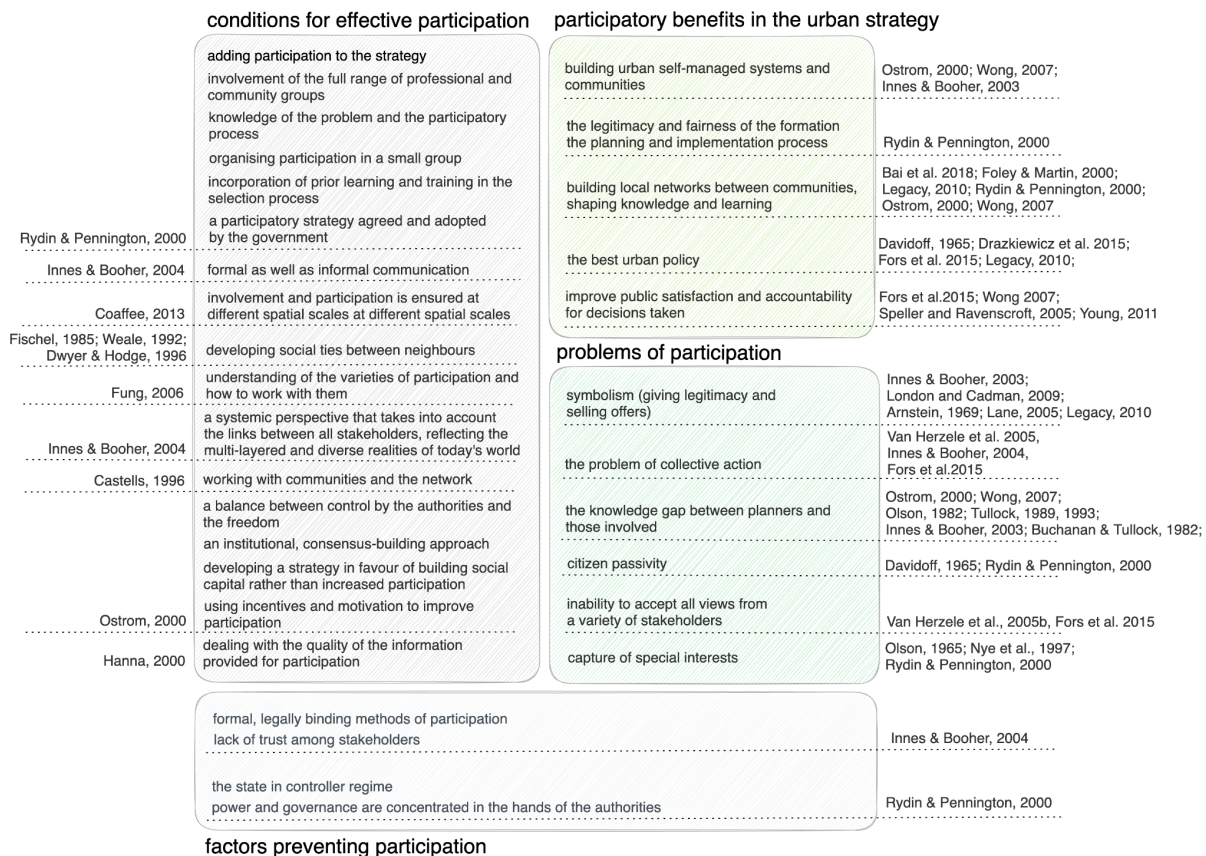 conditions for effective participation
adding participation to the strategy
involvement of the full range of professional and
community groups
knowledge of the problem and the participatory
process
organising participation in a small group
incorporation of prior learning and training in the
selection process
a participatory strategy agreed and adopted
by the government
Rydin & Pennington, 2000
formal as well as informal communication
Innes & Booher, 2004
involvement and participation is ensured at
different spatial scales at different spatial scales
Coaffee, 2013
Fischel, 1985; Weale, 1992;
Dwyer & Hodge, 1996
developing social ties between neighbours
understanding of the varieties of participation and
how to work with them
Fung, 2006
a systemic perspective that takes into account
the links between all stakeholders, reflecting the
multi-layered and diverse realities of today's world
Innes & Booher, 2004
Castells, 1996
working with communities and the network
a balance between control by the authorities and
the freedom
an institutional, consensus-building approach
developing a strategy in favour of building social
capital rather than increased participation
using incentives and motivation to improve
participation
Ostrom, 2000
dealing with the quality of the information
provided for participation
Hanna, 2000
participatory benefits in the urban strategy
building urban self-managed systems and
communities
Ostrom, 2000; Wong, 2007;
Innes & Booher, 2003
the legitimacy and fairness of the formation
the planning and implementation process
Rydin & Pennington, 2000
building local networks between communities,
shaping knowledge and learning
Bai et al. 2018; Foley & Martin, 2000;
Legacy, 2010; Rydin & Pennington, 2000;
Ostrom, 2000; Wong, 2007
the best urban policy
Davidoff, 1965; Drazkiewicz et al. 2015;
Fors et al. 2015; Legacy, 2010;
improve public satisfaction and accountability
for decisions taken
Fors et al.2015; Wong 2007;
Speller and Ravenscroft, 2005; Young, 2011
problems of participation
symbolism (giving legitimacy and
selling offers)
Innes & Booher, 2003;
London and Cadman, 2009;
Arnstein, 1969; Lane, 2005; Legacy, 2010
the problem of collective action
Van Herzele et al. 2005,
Innes & Booher, 2004,
Fors et al.2015
the knowledge gap between planners and
those involved
Ostrom, 2000; Wong, 2007;
Olson, 1982; Tullock, 1989, 1993;
Innes & Booher, 2003; Buchanan & Tullock, 1982;
citizen passivity
Davidoff, 1965; Rydin & Pennington, 2000
inability to accept all views from
a variety of stakeholders
Van Herzele et al., 2005b, Fors et al. 2015
capture of special interests
Olson, 1965; Nye et al., 1997;
Rydin & Pennington, 2000
formal, legally binding methods of participation
lack of trust among stakeholders
Innes & Booher, 2004
the state in controller regime
power and governance are concentrated in the hands of the authorities
Rydin & Pennington, 2000
factors preventing participation